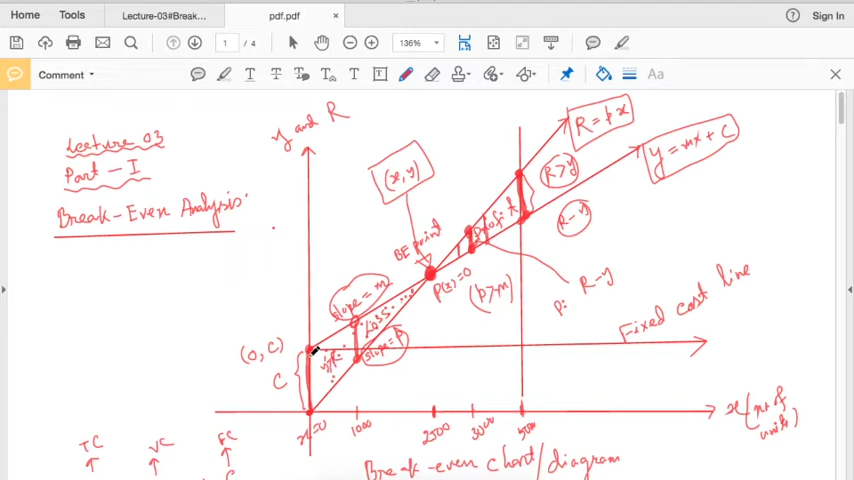 Home Tools Lecture-03#Break... pdf.pdf × ? Sign In
1 / 4 136%
Comment T T T T T Aa
Lecture 03
Part - I
Break-Even Analysis
y and R
(x, y)
R = px
y = mx + C
R>y
R-y
Profit
BE point
P(x)=0
(p>m)
P: R-y
slope = m
Loss
slope = p
y>R
(0, C)
C
Fixed cost line
x=0 1000 2500 3000 5000
x (no. of
units)
TC VC FC
Break-even chart/diagram